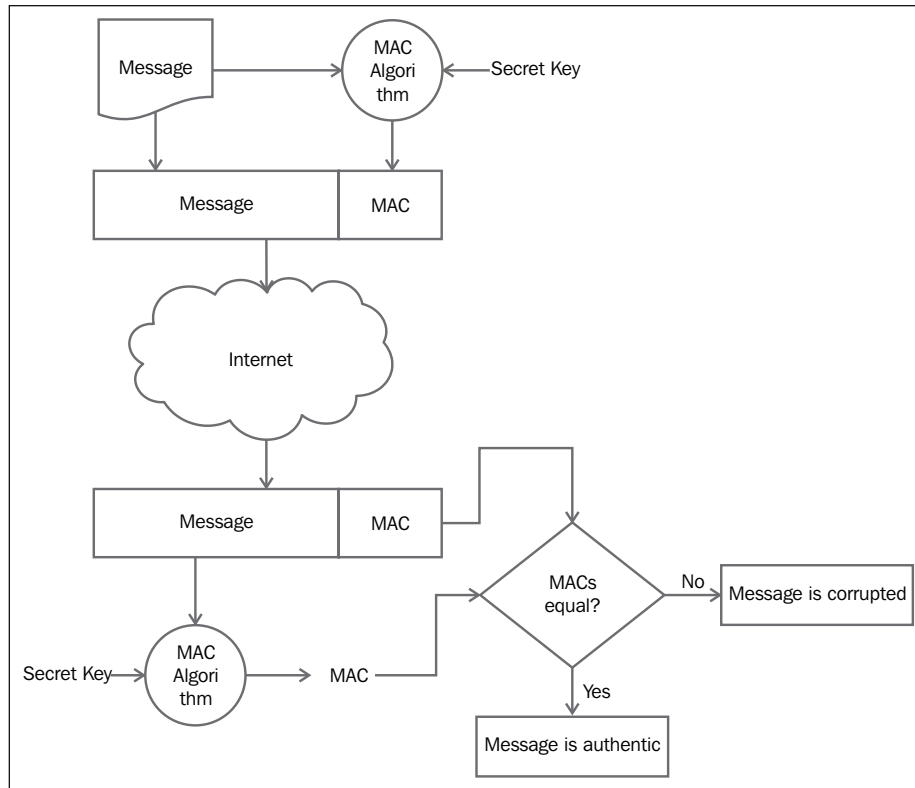 Message
MAC
Algori
thm
Secret Key
Message
MAC
Internet
Message
MAC
MACs
equal?
No
Message is corrupted
Secret Key
MAC
Algori
thm
MAC
Yes
Message is authentic